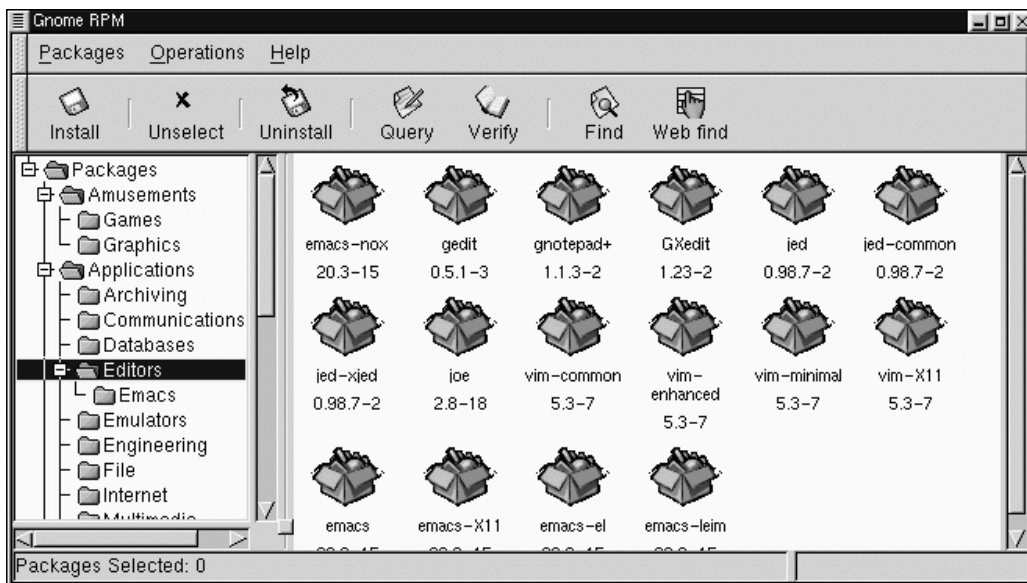 Gnome RPM
Packages Operations Help
Install Unselect Uninstall Query Verify Find Web find
Packages
Amusements
Games
Graphics
Applications
Archiving
Communications
Databases
Editors
Emacs
Emulators
Engineering
File
Internet
Multimedia
emacs-nox gedit gnotepad+ GXedit jed jed-common
20.3-15 0.5.1-3 1.1.3-2 1.23-2 0.98.7-2 0.98.7-2
jed-xjed joe vim-common vim-enhanced vim-minimal vim-X11
0.98.7-2 2.8-18 5.3-7 5.3-7 5.3-7 5.3-7
emacs emacs-X11 emacs-el emacs-leim
Packages Selected: 0